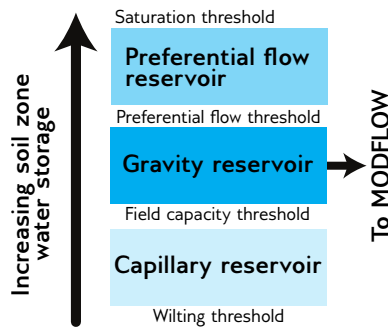 Saturation threshold
Preferential flow
reservoir
Preferential flow threshold
Gravity reservoir
Field capacity threshold
Capillary reservoir
Wilting threshold
Increasing soil zone
water storage
To MODFLOW